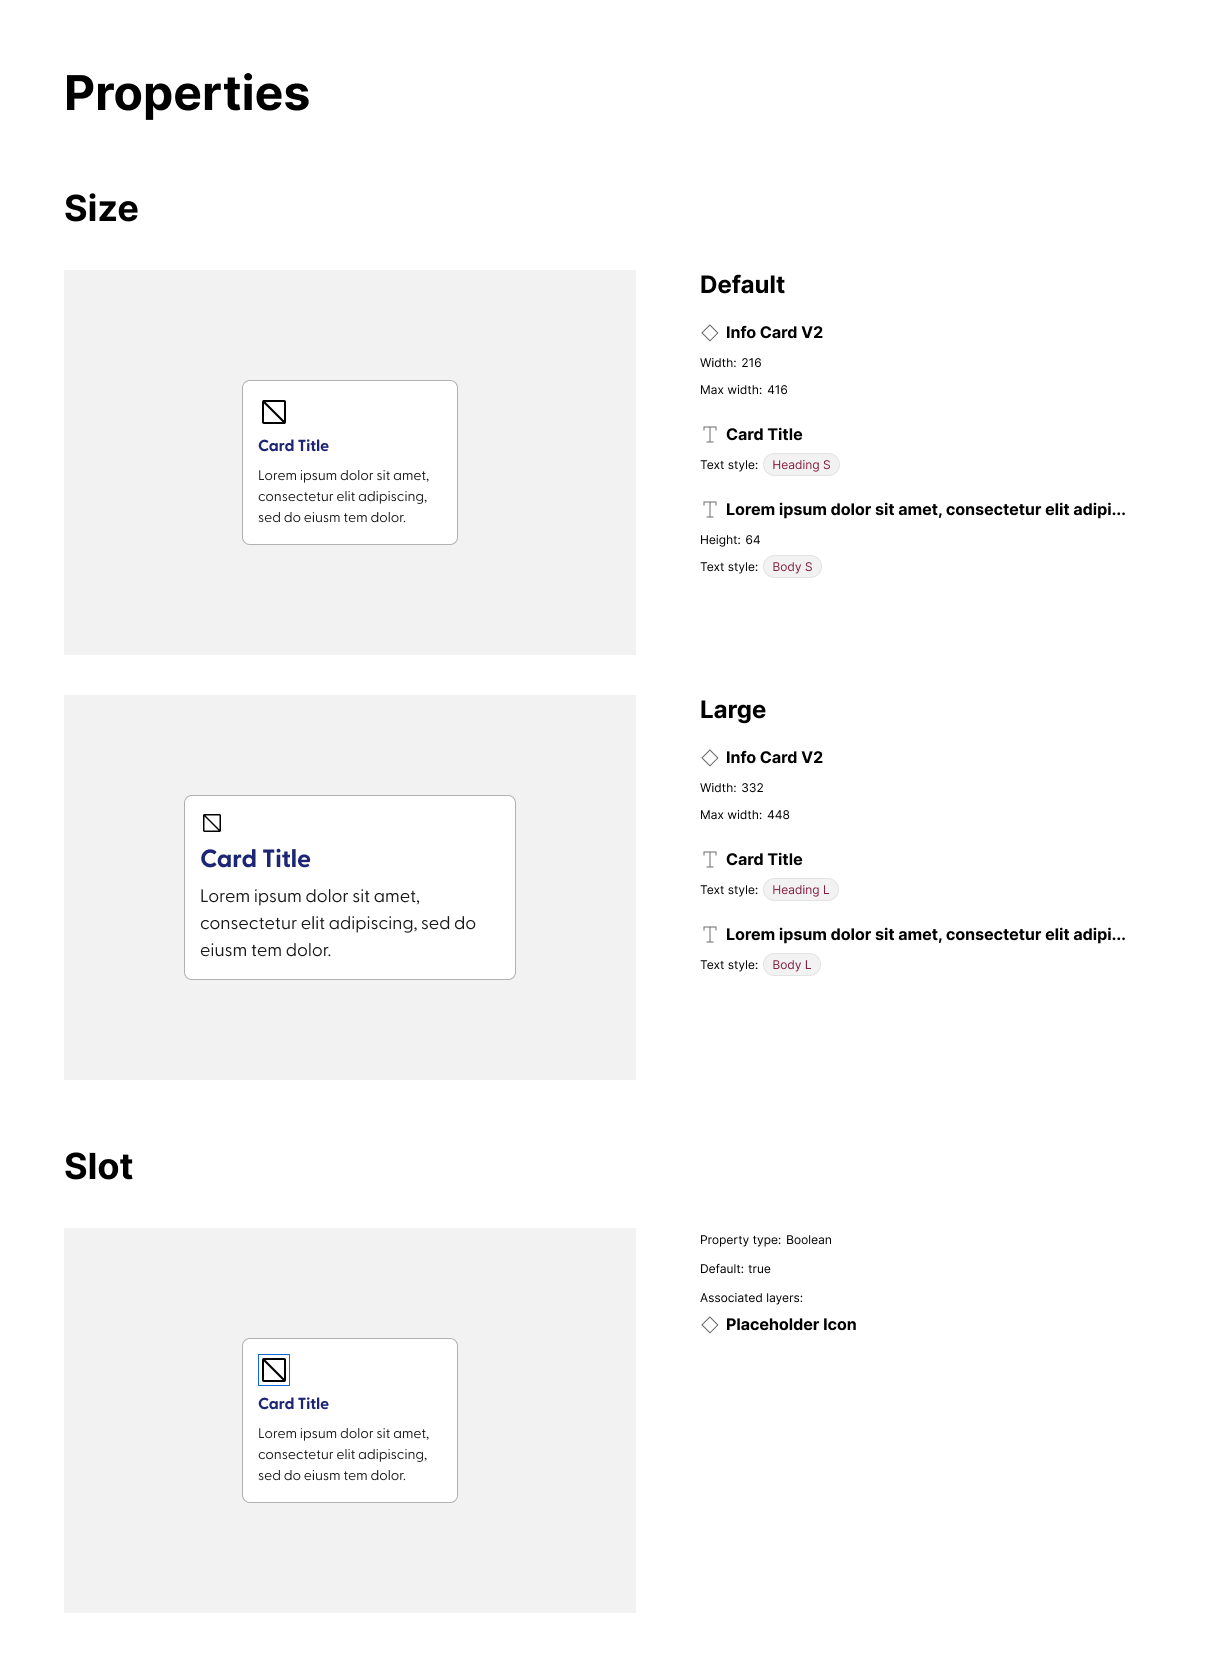 Properties
Size
Card Title
Lorem ipsum dolor sit amet,
consectetur elit adipiscing,
sed do eiusm tem dolor.
Default
Info Card V2
Width: 216
Max width: 416
Card Title
Text style: Heading S
Lorem ipsum dolor sit amet, consectetur elit adipi...
Height: 64
Text style: Body S
Card Title
Lorem ipsum dolor sit amet,
consectetur elit adipiscing, sed do
eiusm tem dolor.
Large
Info Card V2
Width: 332
Max width: 448
Card Title
Text style: Heading L
Lorem ipsum dolor sit amet, consectetur elit adipi...
Text style: Body L
Slot
Card Title
Lorem ipsum dolor sit amet,
consectetur elit adipiscing,
sed do eiusm tem dolor.
Property type: Boolean
Default: true
Associated layers:
Placeholder Icon